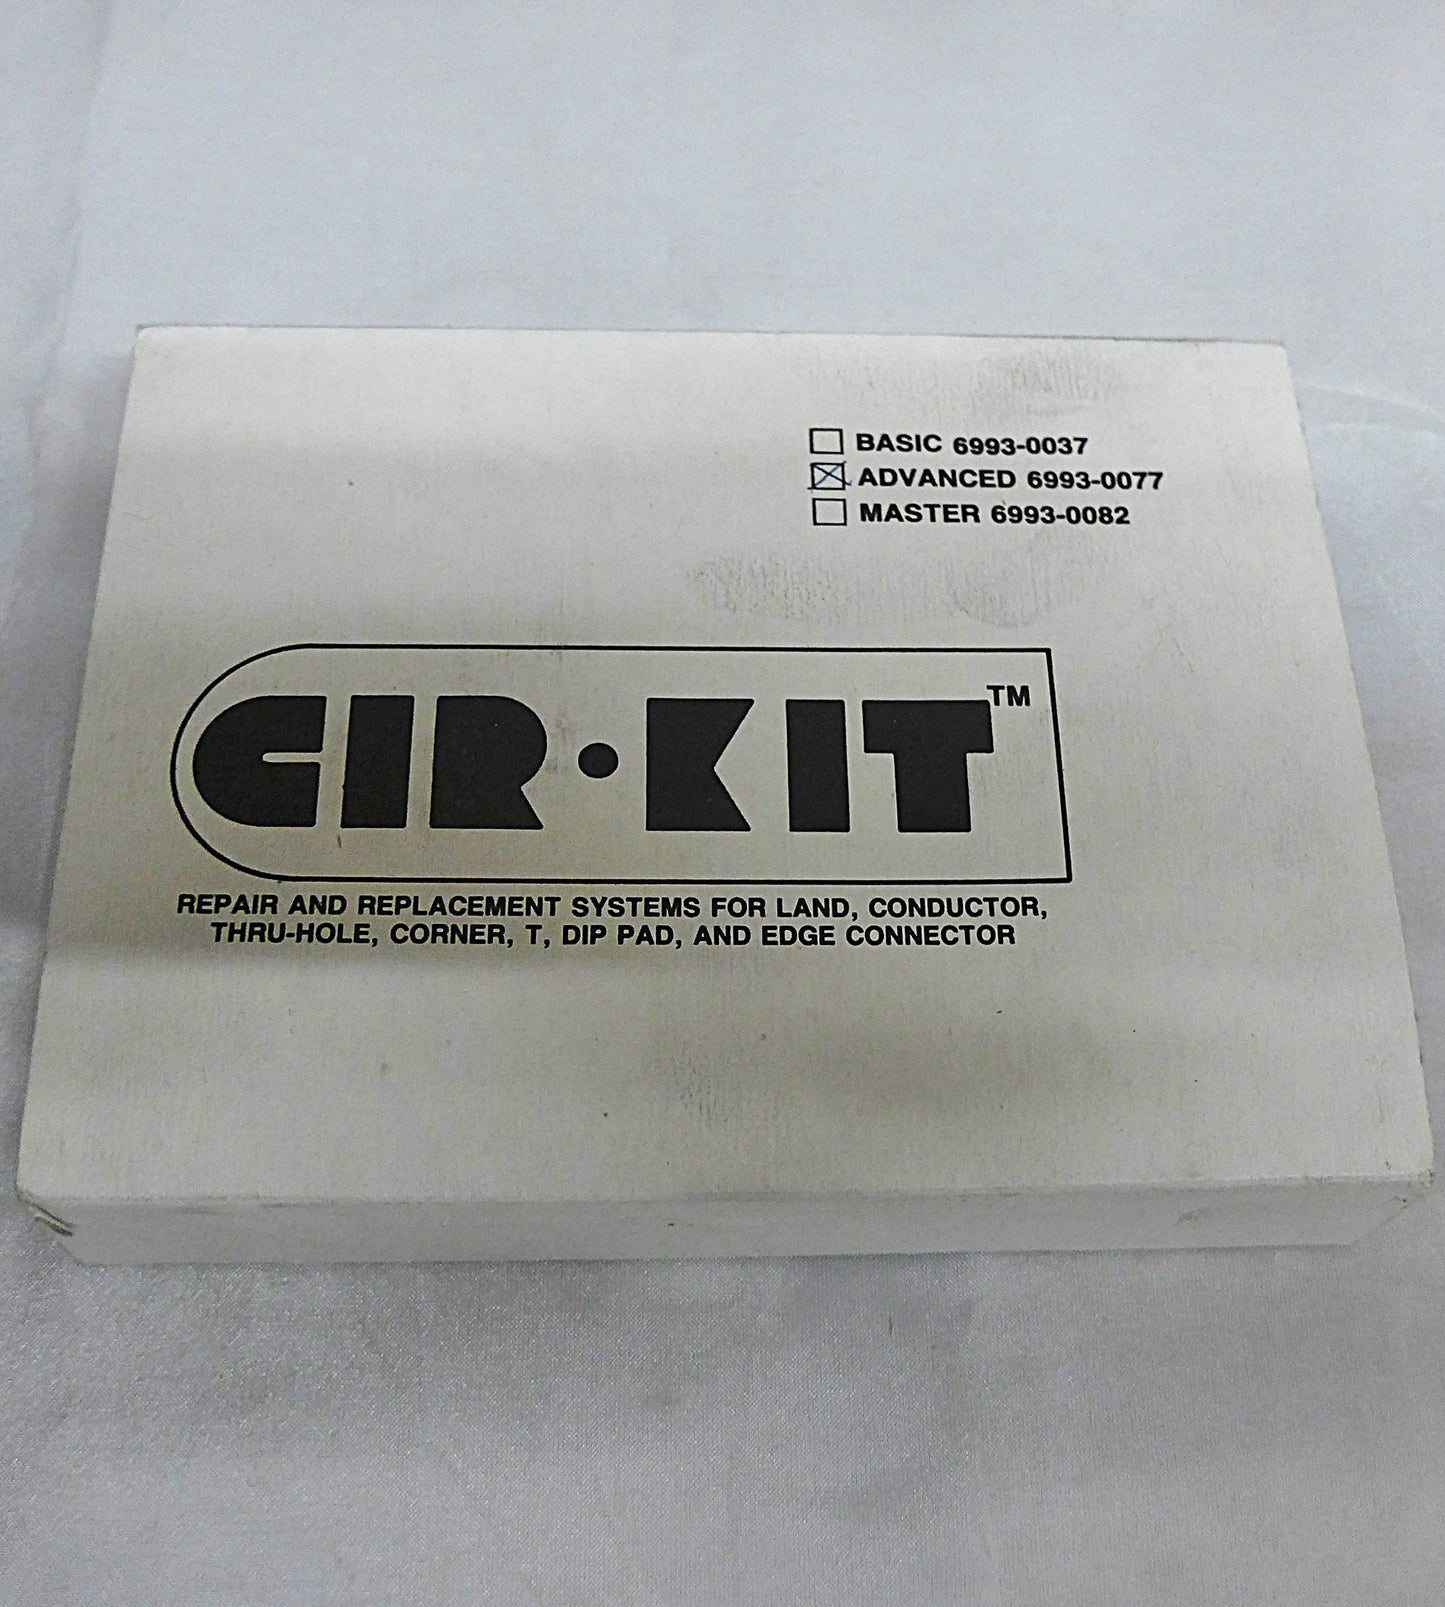 BASIC 6993-0037
ADVANCED 6993-0077
MASTER 6993-0082
CIR•KIT™
REPAIR AND REPLACEMENT SYSTEMS FOR LAND, CONDUCTOR,
THRU-HOLE, CORNER, T, DIP PAD, AND EDGE CONNECTOR